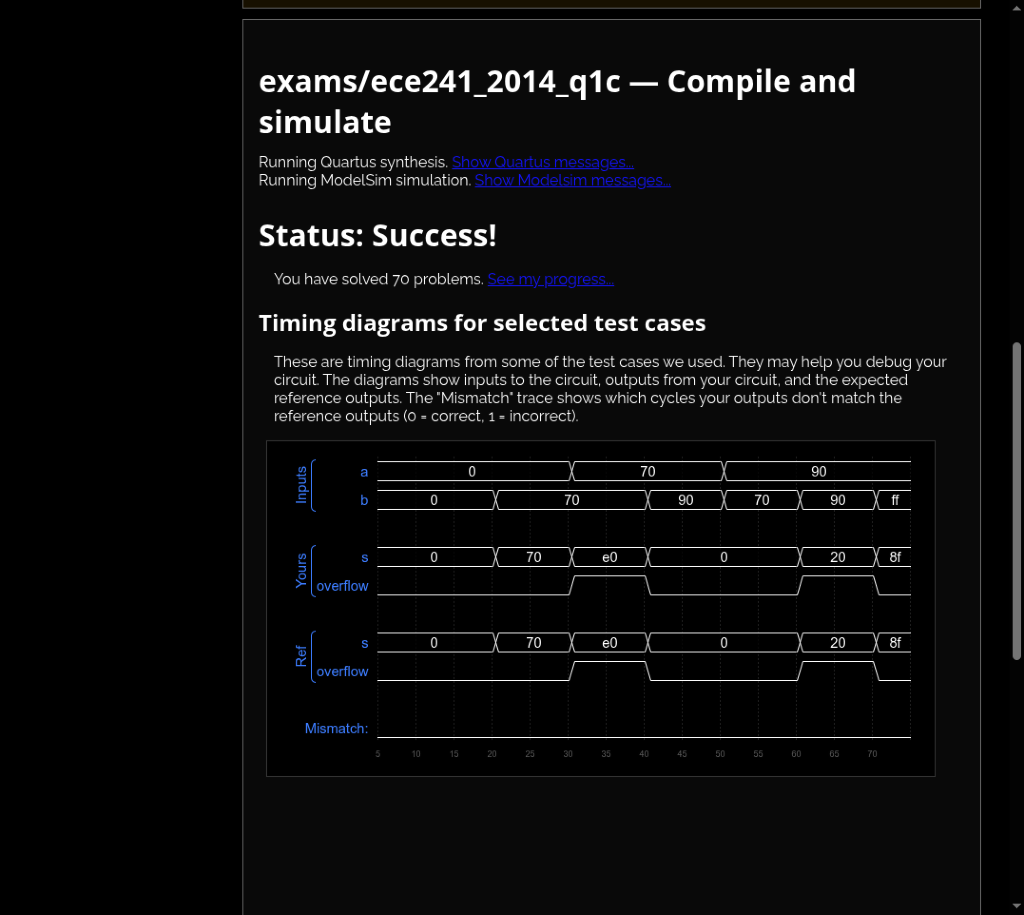 exams/ece241_2014_q1c — Compile and
simulate
Running Quartus synthesis. Show Quartus messages...
Running ModelSim simulation. Show Modelsim messages...
Status: Success!
You have solved 70 problems. See my progress...
Timing diagrams for selected test cases
These are timing diagrams from some of the test cases we used. They may help you debug your
circuit. The diagrams show inputs to the circuit, outputs from your circuit, and the expected
reference outputs. The "Mismatch" trace shows which cycles your outputs don't match the
reference outputs (0 = correct, 1 = incorrect).
Inputs
a 0 70 90
b 0 70 90 70 90 ff
Yours
s 0 70 e0 0 20 8f
overflow
Ref
s 0 70 e0 0 20 8f
overflow
Mismatch:
5 10 15 20 25 30 35 40 45 50 55 60 65 70